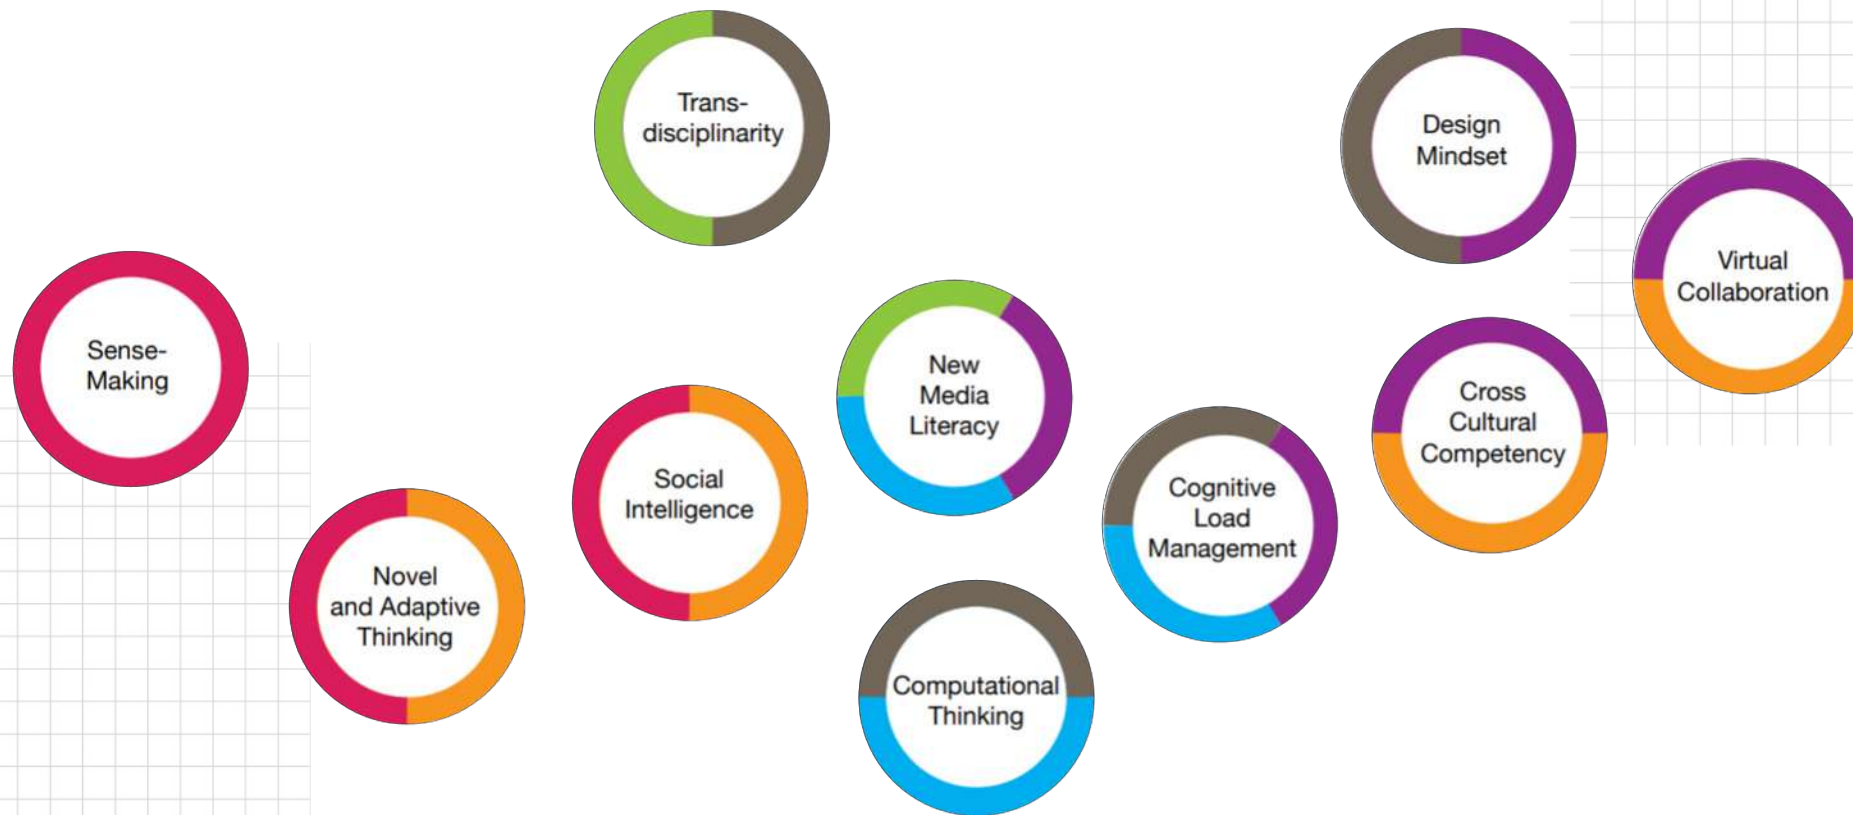 Trans-
disciplinarity
Design
Mindset
Virtual
Collaboration
Sense-
Making
New
Media
Literacy
Cross
Cultural
Competency
Social
Intelligence
Cognitive
Load
Management
Novel
and Adaptive
Thinking
Computational
Thinking